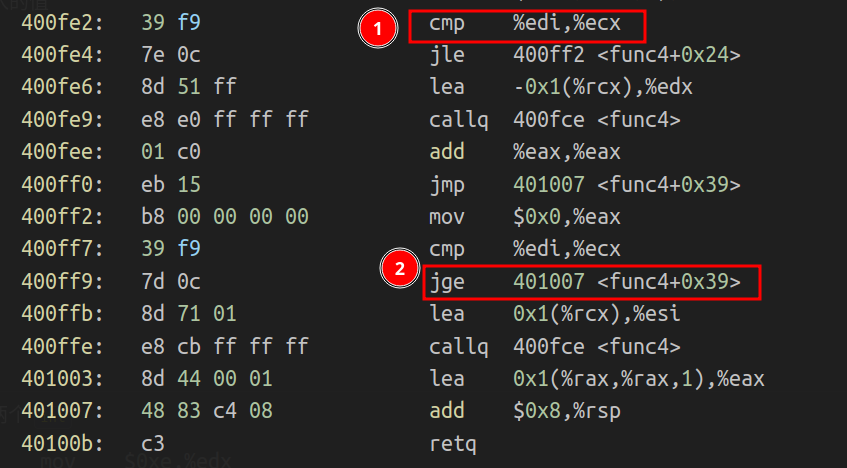 的值
400fe2: 39 f9 1 cmp %edi,%ecx
400fe4: 7e 0c jle 400ff2 <func4+0x24>
400fe6: 8d 51 ff lea -0x1(%rcx),%edx
400fe9: e8 e0 ff ff ff callq 400fce <func4>
400fee: 01 c0 add %eax,%eax
400ff0: eb 15 jmp 401007 <func4+0x39>
400ff2: b8 00 00 00 00 mov $0x0,%eax
400ff7: 39 f9 cmp %edi,%ecx
400ff9: 7d 0c 2 jge 401007 <func4+0x39>
400ffb: 8d 71 01 lea 0x1(%rcx),%esi
400ffe: e8 cb ff ff ff callq 400fce <func4>
401003: 8d 44 00 01 lea 0x1(%rax,%rax,1),%eax
401007: 48 83 c4 08 add $0x8,%rsp
40100b: c3 retq
mov $0xe,%edx